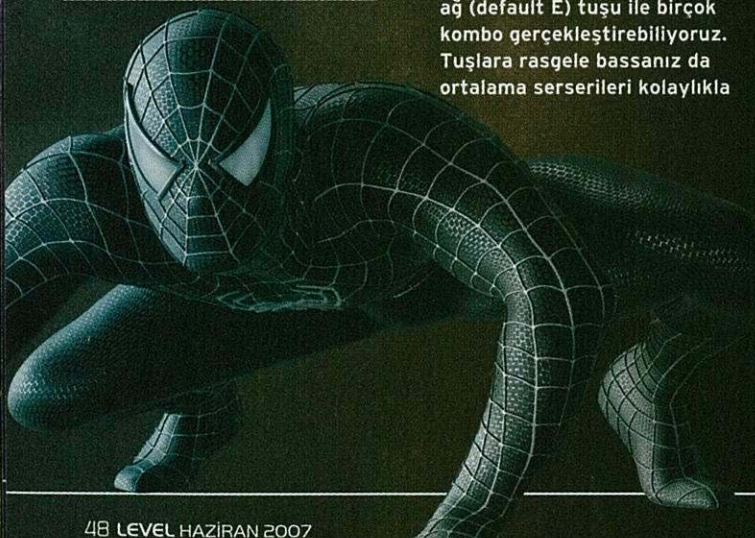 ağ (default E) tuşu ile birçok
kombo gerçekleştirebiliyoruz.
Tuşlara rasgele bassanız da
ortalama serserileri kolaylıkla
48 LEVEL HAZİRAN 2007